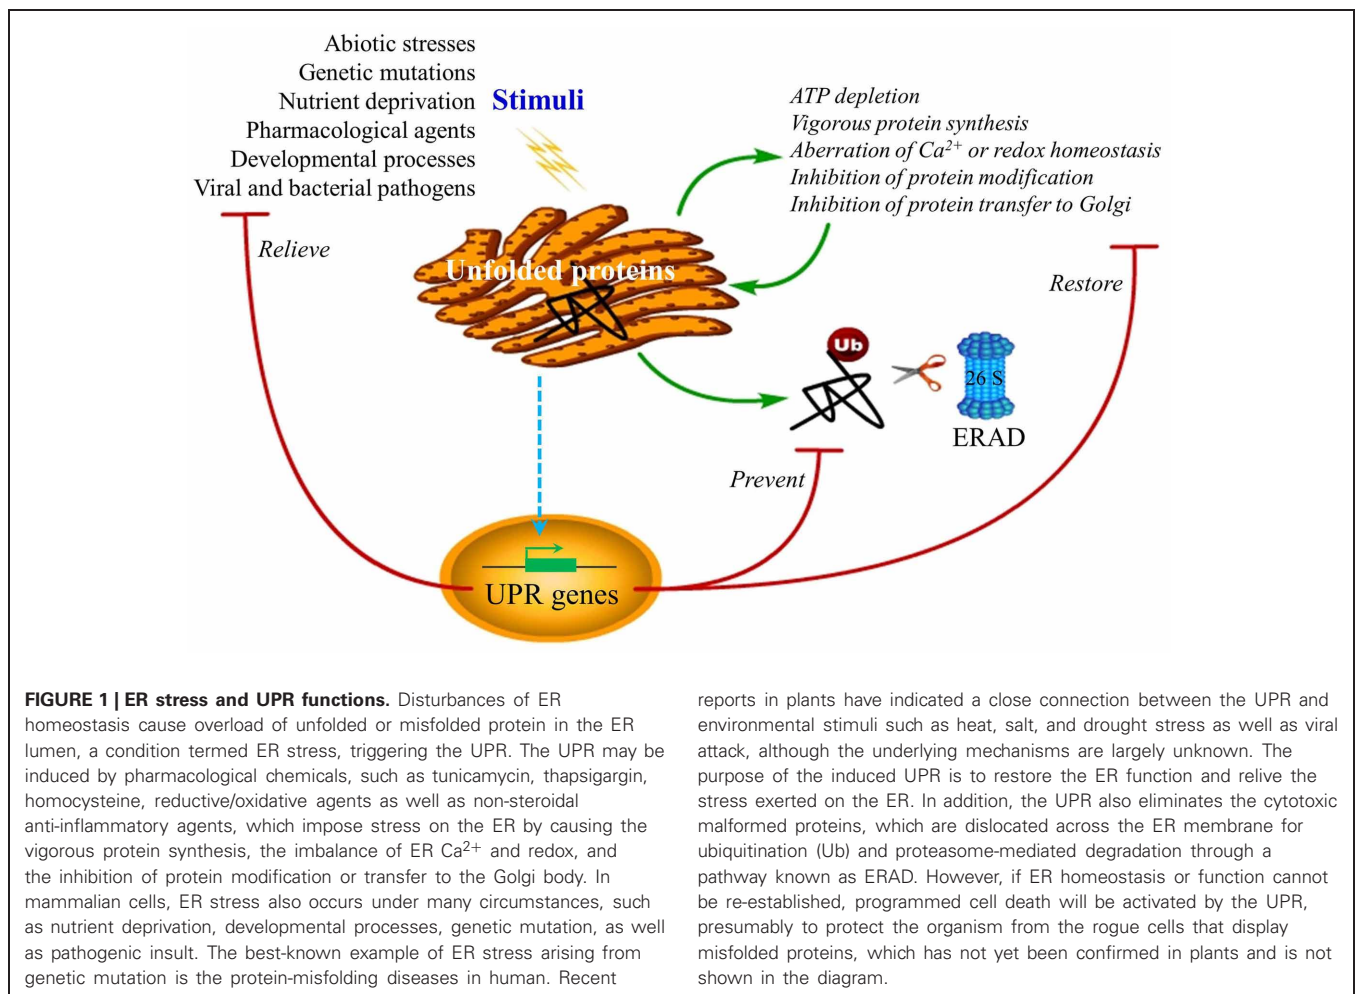 Abiotic stresses
Genetic mutations
Nutrient deprivation
Pharmacological agents
Developmental processes
Viral and bacterial pathogens
Stimuli
ATP depletion
Vigorous protein synthesis
Aberration of Ca²⁺ or redox homeostasis
Inhibition of protein modification
Inhibition of protein transfer to Golgi
Relieve
Unfolded proteins
Restore
Ub
26 S
ERAD
Prevent
UPR genes
FIGURE 1 | ER stress and UPR functions. Disturbances of ER
homeostasis cause overload of unfolded or misfolded protein in the ER
lumen, a condition termed ER stress, triggering the UPR. The UPR may be
induced by pharmacological chemicals, such as tunicamycin, thapsigargin,
homocysteine, reductive/oxidative agents as well as non-steroidal
anti-inflammatory agents, which impose stress on the ER by causing the
vigorous protein synthesis, the imbalance of ER Ca²⁺ and redox, and
the inhibition of protein modification or transfer to the Golgi body. In
mammalian cells, ER stress also occurs under many circumstances, such
as nutrient deprivation, developmental processes, genetic mutation, as well
as pathogenic insult. The best-known example of ER stress arising from
genetic mutation is the protein-misfolding diseases in human. Recent
reports in plants have indicated a close connection between the UPR and
environmental stimuli such as heat, salt, and drought stress as well as viral
attack, although the underlying mechanisms are largely unknown. The
purpose of the induced UPR is to restore the ER function and relive the
stress exerted on the ER. In addition, the UPR also eliminates the cytotoxic
malformed proteins, which are dislocated across the ER membrane for
ubiquitination (Ub) and proteasome-mediated degradation through a
pathway known as ERAD. However, if ER homeostasis or function cannot
be re-established, programmed cell death will be activated by the UPR,
presumably to protect the organism from the rogue cells that display
misfolded proteins, which has not yet been confirmed in plants and is not
shown in the diagram.